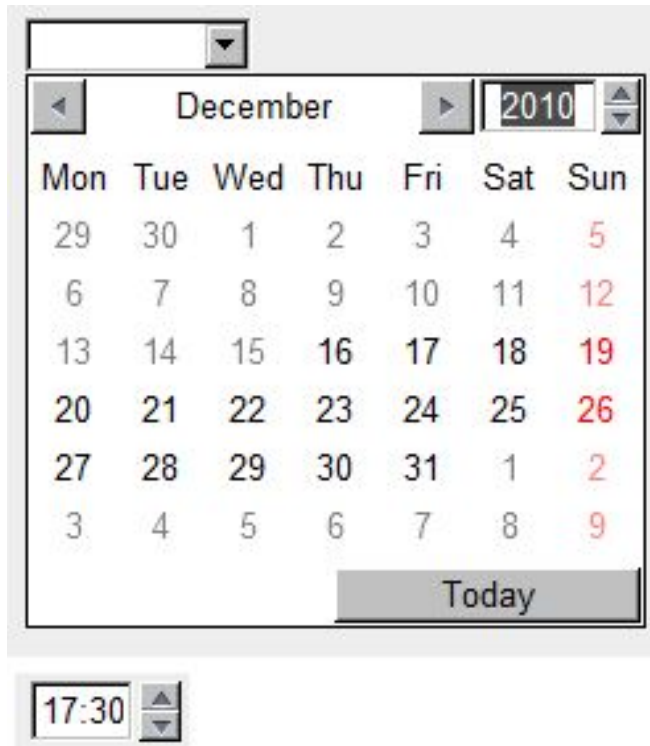 December 2010
Mon Tue Wed Thu Fri Sat Sun
29 30 1 2 3 4 5
6 7 8 9 10 11 12
13 14 15 16 17 18 19
20 21 22 23 24 25 26
27 28 29 30 31 1 2
3 4 5 6 7 8 9
Today
17:30